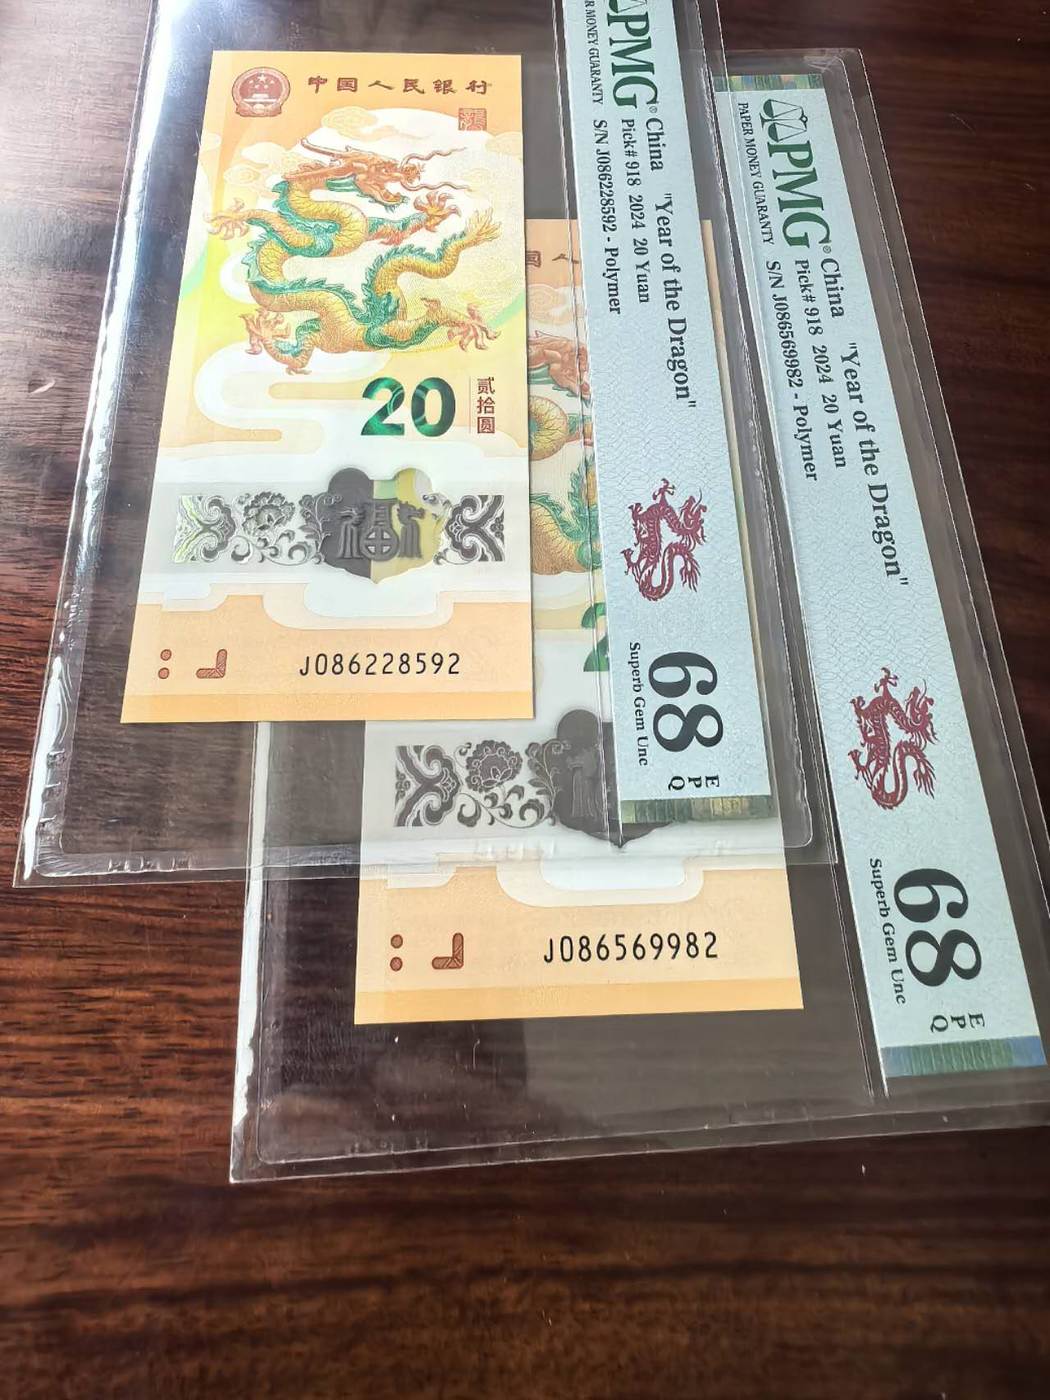 中国人民银行
龍
20
贰拾圆
福
J086228592
PMG®
PAPER MONEY GUARANTY
China "Year of the Dragon"
Pick# 918 2024 20 Yuan
S/N J086228592 - Polymer
68
Superb Gem Unc
EPQ
J086569982
PMG®
PAPER MONEY GUARANTY
China "Year of the Dragon"
Pick# 918 2024 20 Yuan
S/N J086569982 - Polymer
68
Superb Gem Unc
EPQ